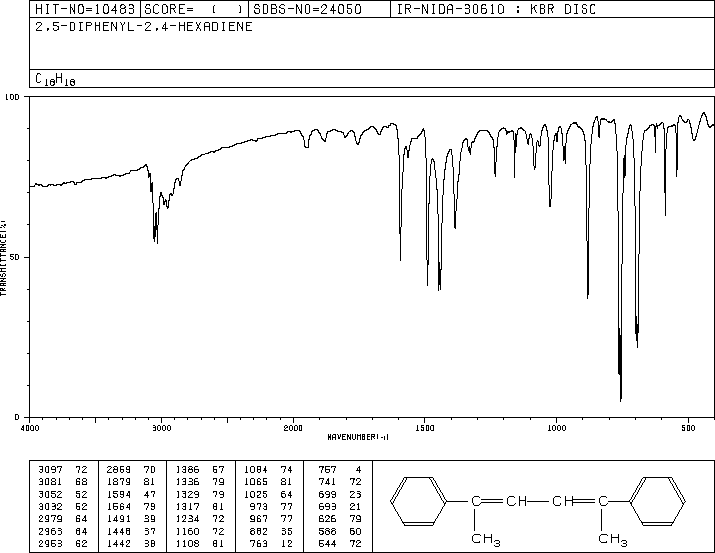 HIT-NO=10483 SCORE= ( ) SDBS-NO=24050 IR-NIDA-30610 : KBR DISC
2,5-DIPHENYL-2,4-HEXADIENE
C18H18
100
TRANSMITTANCE(%)
50
0
4000 3000 2000 1500 1000 500
WAVENUMBER(-1)
3097 72 2869 70 1386 57 1084 74 757 4
3081 68 1879 81 1336 79 1065 81 741 72
3052 52 1594 47 1329 79 1025 64 699 23
3032 52 1564 79 1317 81 973 77 693 21
2979 64 1491 39 1234 72 967 77 626 79
2963 64 1448 37 1160 72 882 35 588 60
2953 62 1442 38 1108 81 763 12 544 72
C CH CH C
CH3 CH3